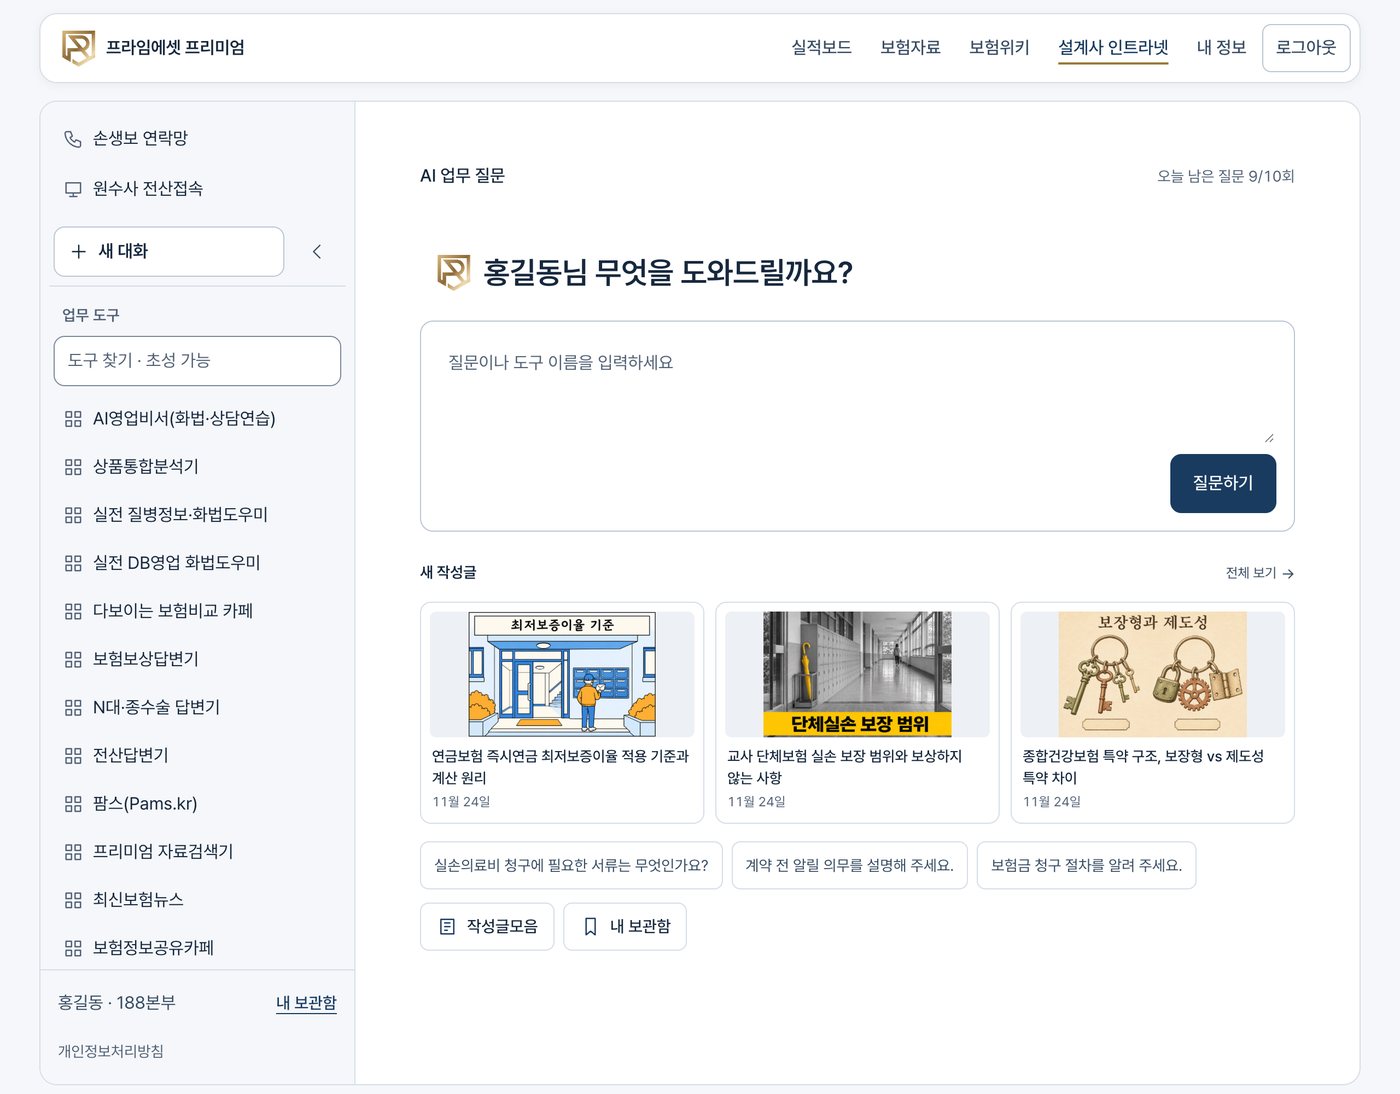 프라임에셋 프리미엄
실적보드
보험자료
보험위키
설계사 인트라넷
내 정보
로그아웃
손생보 연락망
원수사 전산접속
새 대화
업무 도구
도구 찾기 · 초성 가능
AI영업비서(화법·상담연습)
상품통합분석기
실전 질병정보·화법도우미
실전 DB영업 화법도우미
다보이는 보험비교 카페
보험보상답변기
N대·종수술 답변기
전산답변기
팜스(Pams.kr)
프리미엄 자료검색기
최신보험뉴스
보험정보공유카페
홍길동 · 188본부
내 보관함
개인정보처리방침
AI 업무 질문
오늘 남은 질문 9/10회
홍길동님 무엇을 도와드릴까요?
질문이나 도구 이름을 입력하세요
질문하기
새 작성글
전체 보기 →
최저보증이율 기준
연금보험 즉시연금 최저보증이율 적용 기준과
계산 원리
11월 24일
단체실손 보장 범위
교사 단체보험 실손 보장 범위와 보상하지
않는 사항
11월 24일
보장형과 제도성
종합건강보험 특약 구조, 보장형 vs 제도성
특약 차이
11월 24일
실손의료비 청구에 필요한 서류는 무엇인가요?
계약 전 알릴 의무를 설명해 주세요.
보험금 청구 절차를 알려 주세요.
작성글모음
내 보관함